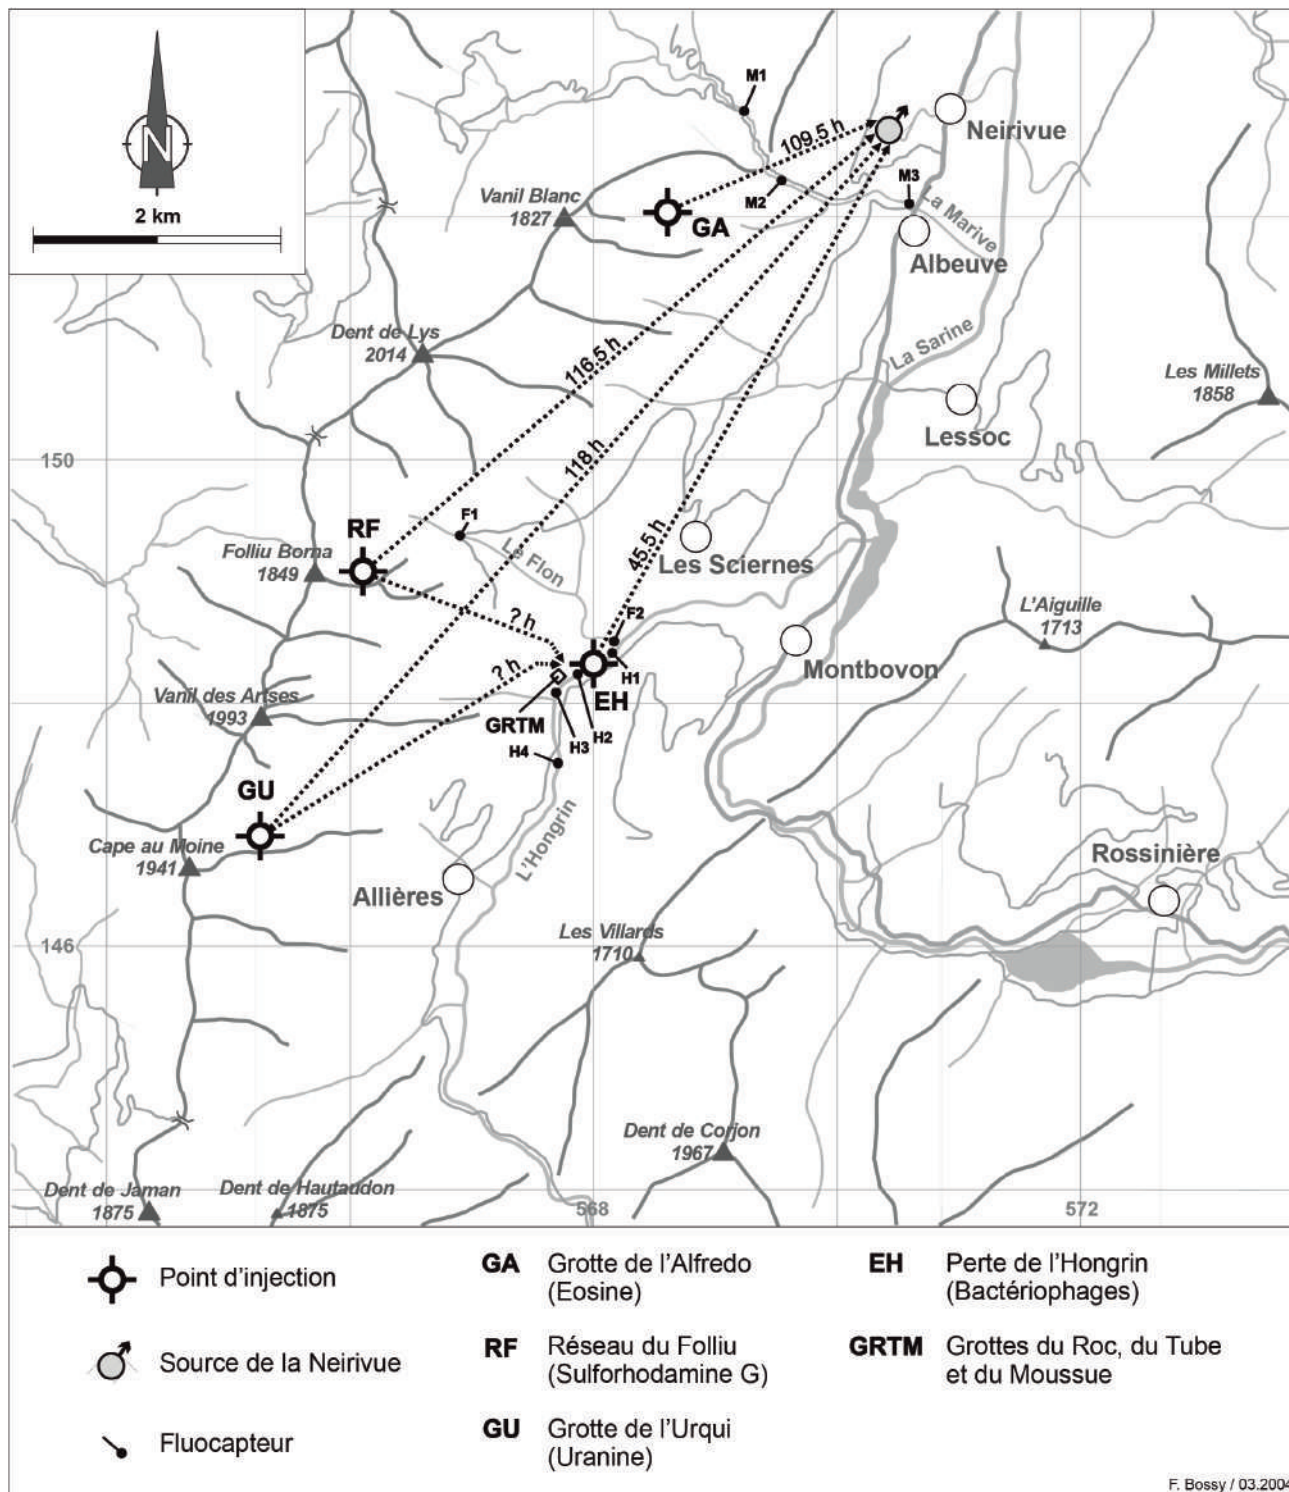 N
2 km
M1
109.5 h
Neirivue
M2
M3
La Marive
Vanil Blanc
1827
GA
Albeuve
Dent de Lys
2014
116.5 h
La Sarine
Les Millets
1858
Lessoc
118 h
150
F1
RF
Le Flon
45.5 h
Les Sciernes
Folliu Borna
1849
? h
F2
L'Aiguille
1713
? h
H1
Montbovon
EH
Vanil des Artses
1993
GRTM
H2
H3
H4
GU
L'Hongrin
Cape au Moine
1941
Rossinière
Allières
Les Villards
1710
146
Dent de Corjon
1967
Dent de Jaman
1875
Dent de Hautaudon
1875
568
572
Point d'injection
Source de la Neirivue
Fluocapteur
GA Grotte de l'Alfredo
(Eosine)
RF Réseau du Folliu
(Sulforhodamine G)
GU Grotte de l'Urqui
(Uranine)
EH Perte de l'Hongrin
(Bactériophages)
GRTM Grottes du Roc, du Tube
et du Moussue
F. Bossy / 03.2004